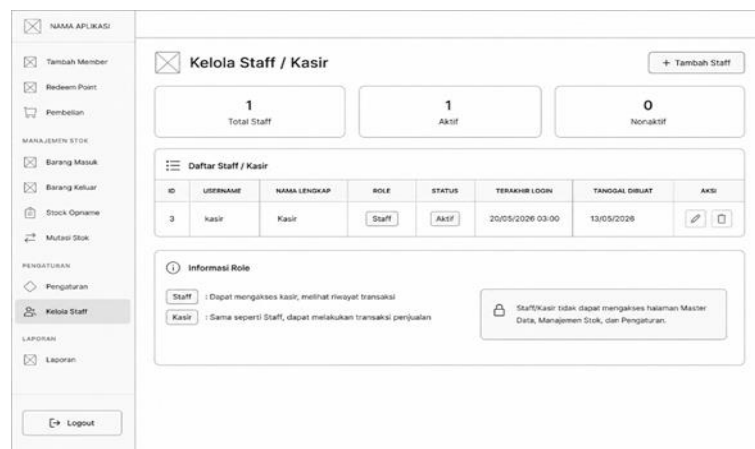 NAMA APLIKASI
Tambah Member
Redeem Point
Pembelian
MANAJEMEN STOK
Barang Masuk
Barang Keluar
Stock Opname
Mutasi Stok
PENGATURAN
Pengaturan
Kelola Staff
LAPORAN
Laporan
Logout
Kelola Staff / Kasir
+ Tambah Staff
1
Total Staff
1
Aktif
0
Nonaktif
Daftar Staff / Kasir
ID USERNAME NAMA LENGKAP ROLE STATUS TERAKHIR LOGIN TANGGAL DIBUAT AKSI
3 kasir Kasir Staff Aktif 20/05/2026 03:00 13/05/2026
Informasi Role
Staff : Dapat mengakses kasir, melihat riwayat transaksi
Kasir : Sama seperti Staff, dapat melakukan transaksi penjualan
Staff/Kasir tidak dapat mengakses halaman Master
Data, Manajemen Stok, dan Pengaturan.